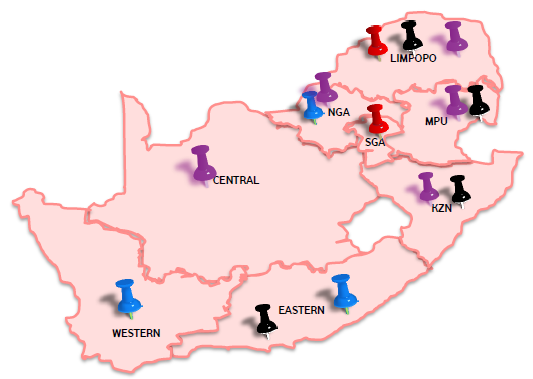 LIMPOPO
NGA
MPU
SGA
CENTRAL
KZN
EASTERN
WESTERN